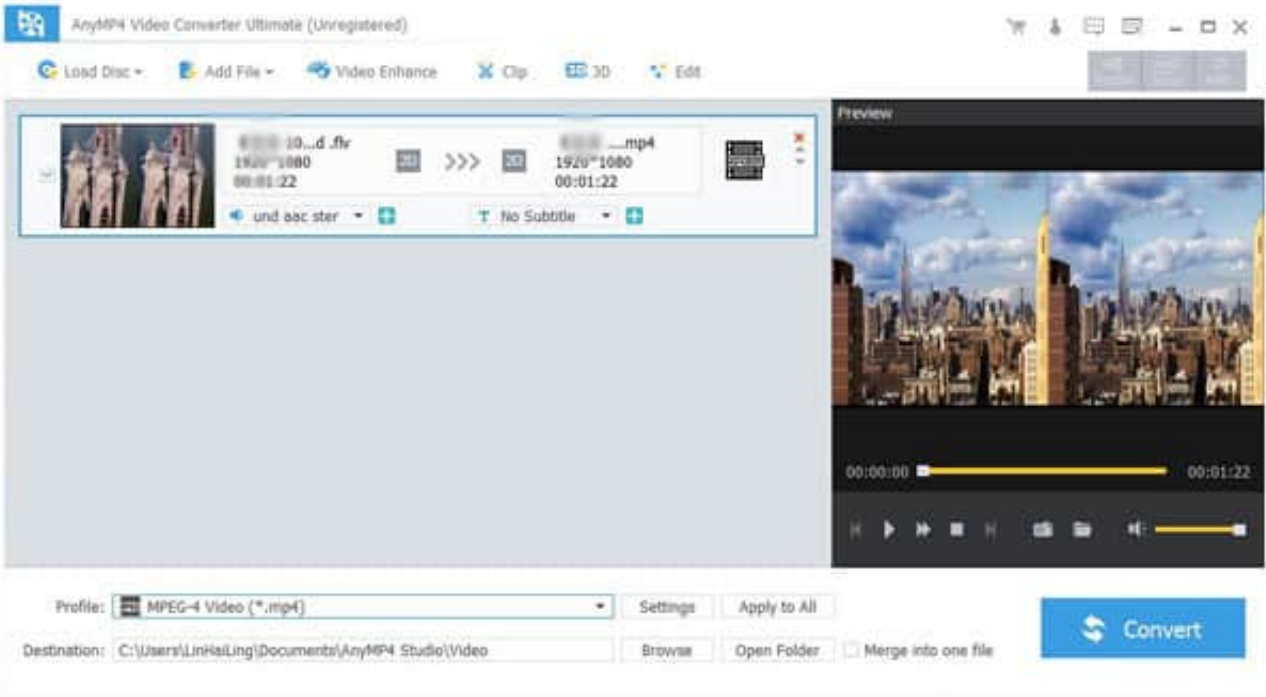 AnyMP4 Video Converter Ultimate (Unregistered)
Load Disc Add File Video Enhance Clip 3D 3D Edit
Preview
10...d .flv
1920*1080
:22
2D >>> 2D
....mp4
1920*1080
00:01:22
und aac ster
T No Subtitle
00:00:00 00:01:22
Profile: MPEG-4 Video (*.mp4) Settings Apply to All
Destination: C:\Users\LinHaiLing\Documents\AnyMP4 Studio\Video Browse Open Folder Merge into one file
Convert